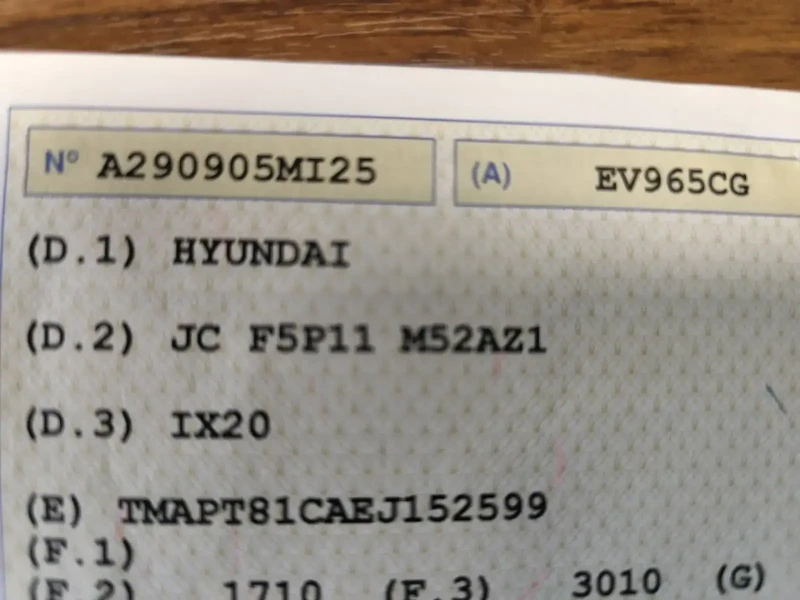 N° A290905MI25 (A) EV965CG
(D.1) HYUNDAI
(D.2) JC F5P11 M52AZ1
(D.3) IX20
(E) TMAPT81CAEJ152599
(F.1)
(F.2) 1710 (F.3) 3010 (G)